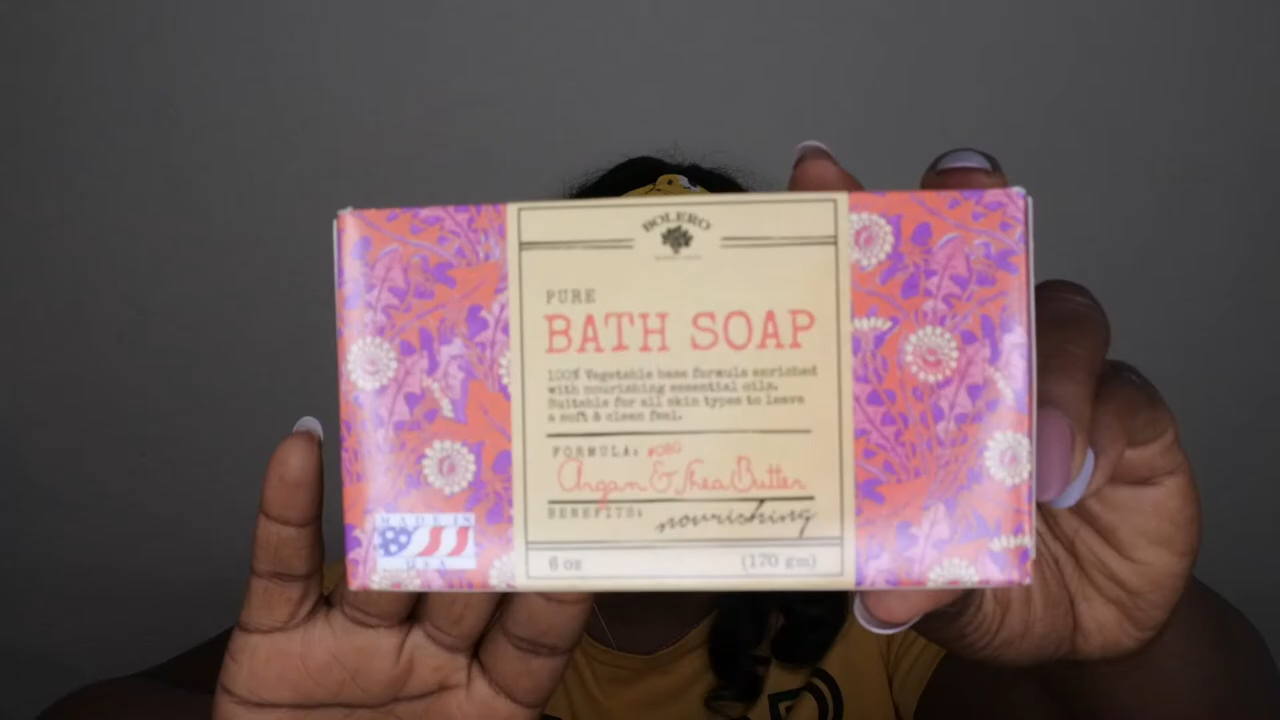 BOLERO
PURE
BATH SOAP
100% Vegetable base formula enriched
with nourishing essential oils.
Suitable for all skin types to leave
a soft & clean feel.
FORMULA: #080
Argan & Shea Butter
BENEFITS: nourishing
6 oz (170 gm)
MADE IN
USA